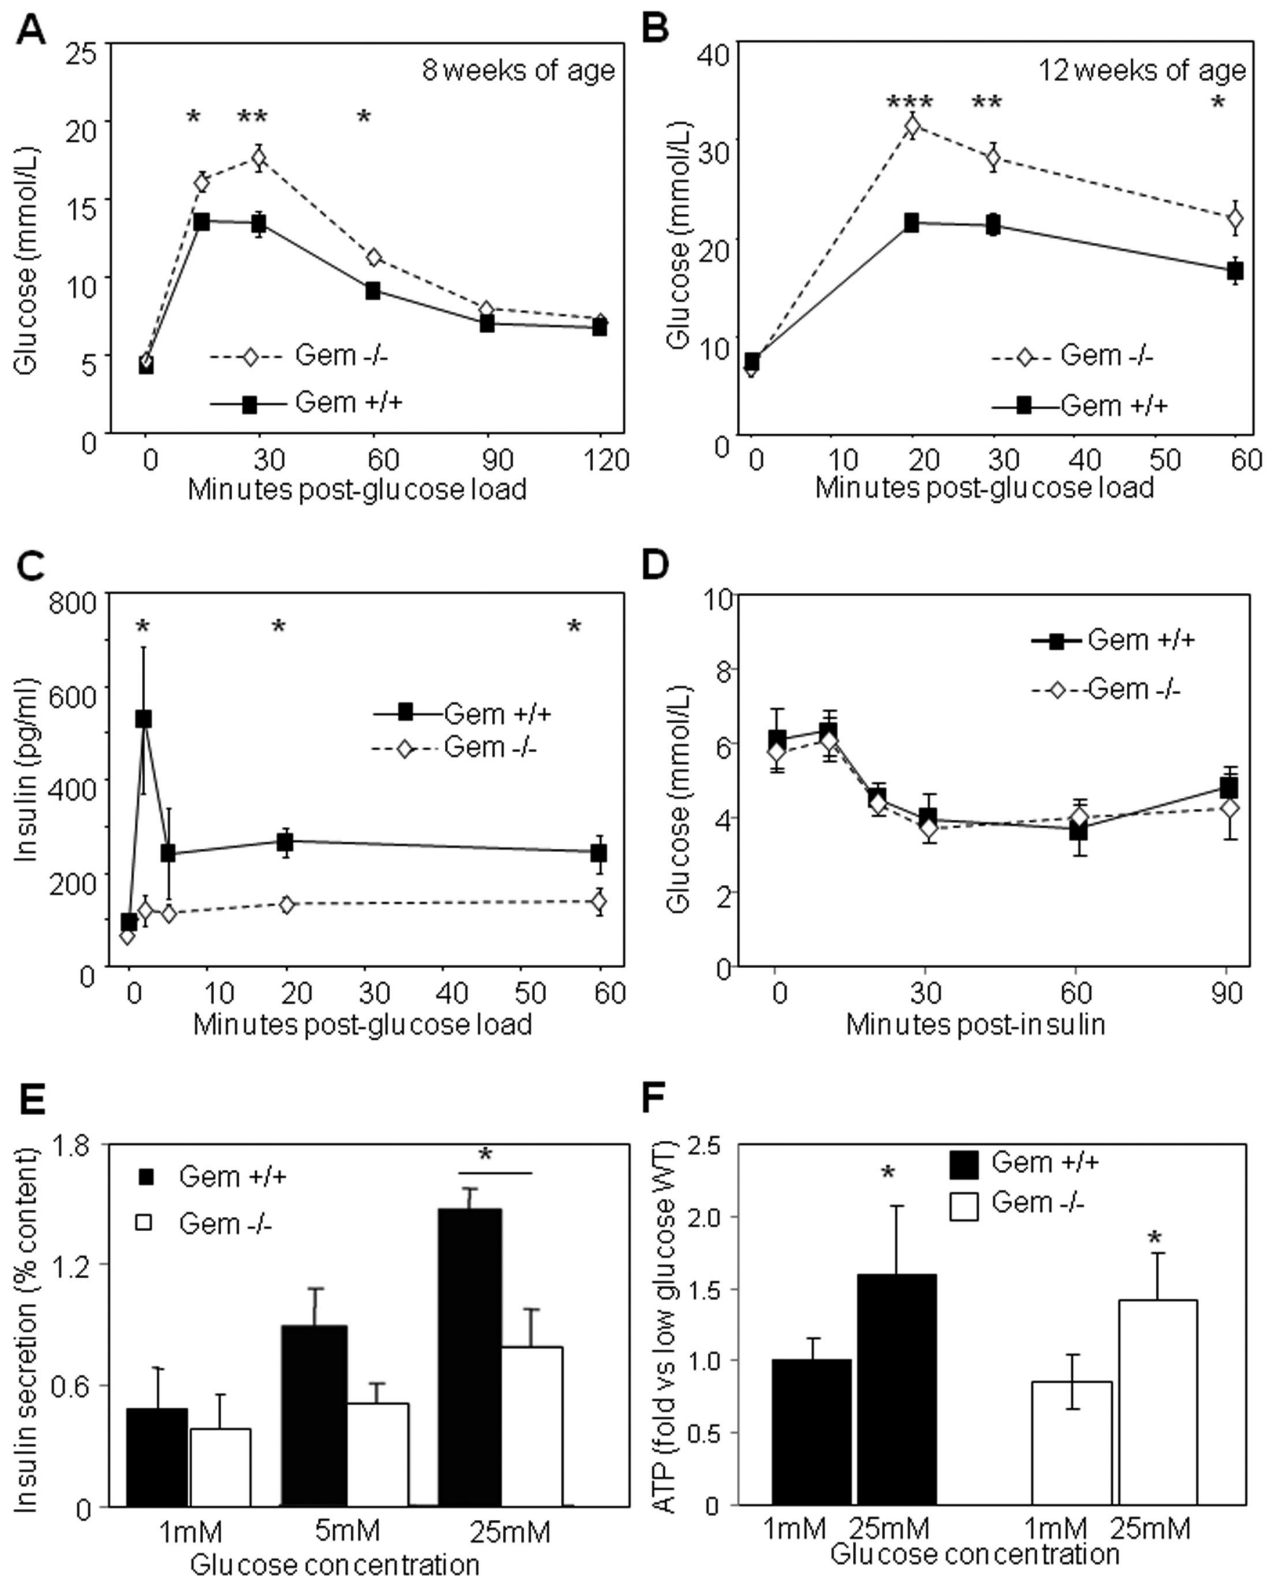 A
25
20
15
10
5
0
Glucose (mmol/L)
8 weeks of age
* ** *
Gem -/-
Gem +/+
0 30 60 90 120
Minutes post-glucose load
B
40
30
20
10
0
Glucose (mmol/L)
12 weeks of age
*** ** *
Gem -/-
Gem +/+
0 10 20 30 40 50 60
Minutes post-glucose load
C
800
600
400
200
0
Insulin (pg/ml)
* * *
Gem +/+
Gem -/-
0 10 20 30 40 50 60
Minutes post-glucose load
D
10
8
6
4
2
0
Glucose (mmol/L)
Gem +/+
Gem -/-
0 30 60 90
Minutes post-insulin
E
1.8
1.2
0.6
0
Insulin secretion (% content)
Gem +/+
Gem -/-
*
1mM 5mM 25mM
Glucose concentration
F
2.5
2.0
1.5
1.0
0.5
0
ATP (fold vs low glucose WT)
Gem +/+
Gem -/-
* *
1mM 25mM 1mM 25mM
Glucose concentration